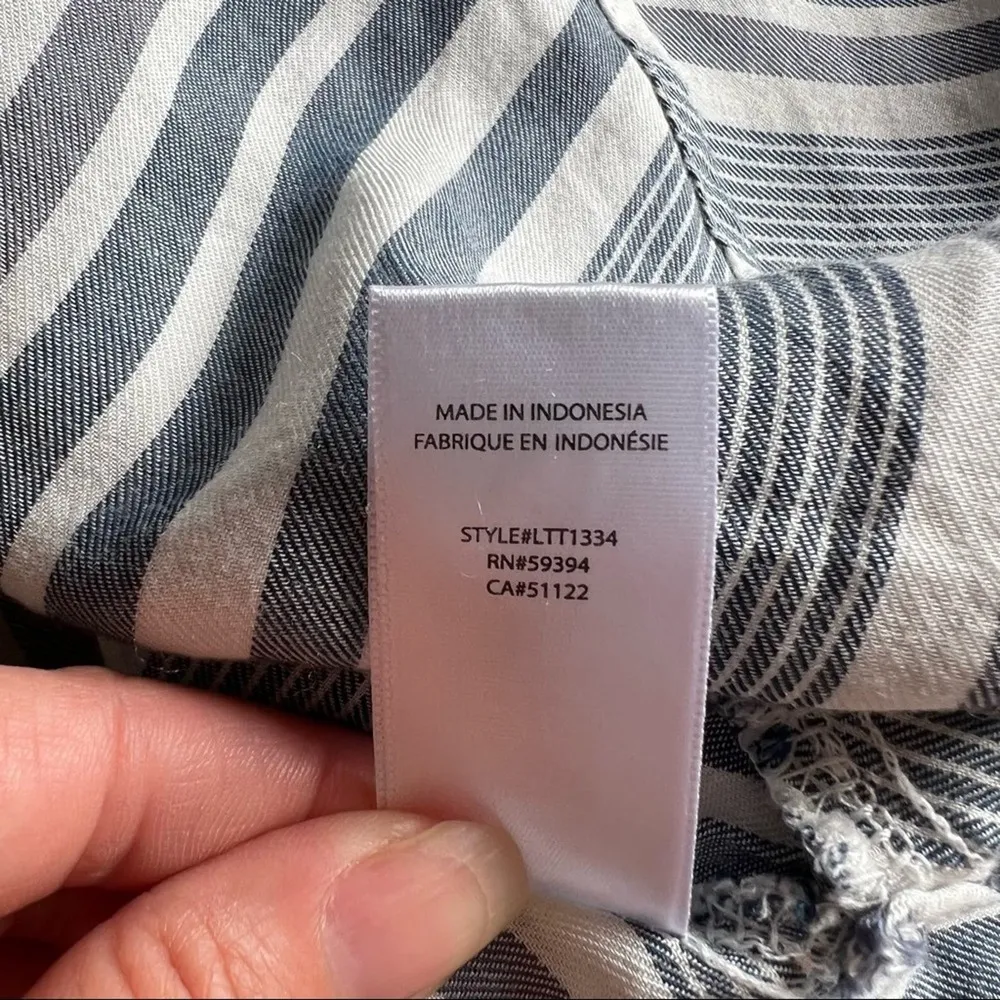 MADE IN INDONESIA
FABRIQUE EN INDONÉSIE
STYLE#LTT1334
RN#59394
CA#51122